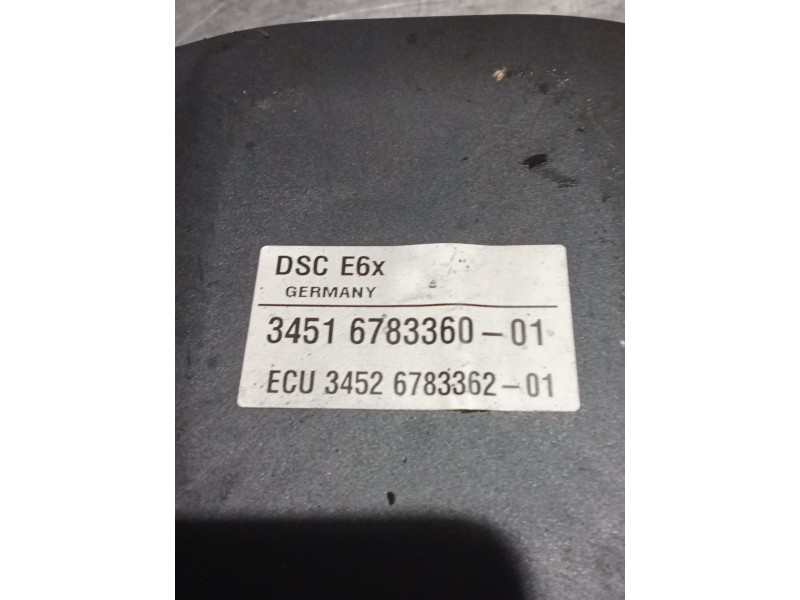 DSC E6x
GERMANY
3451 6783360-01
ECU 3452 6783362-01